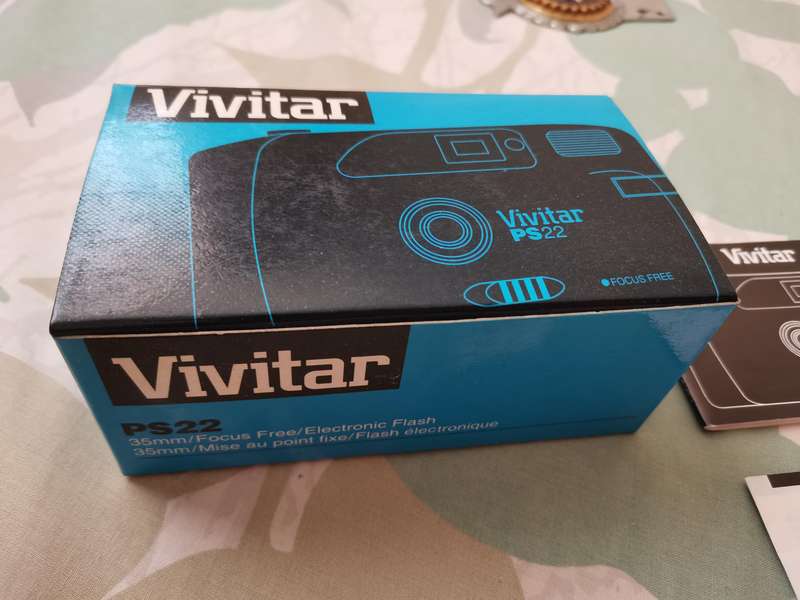 Vivitar
Vivitar
PS22
FOCUS FREE
Vivitar
PS22
35mm/Focus Free/Electronic Flash
35mm/Mise au point fixe/Flash électronique
Vivitar